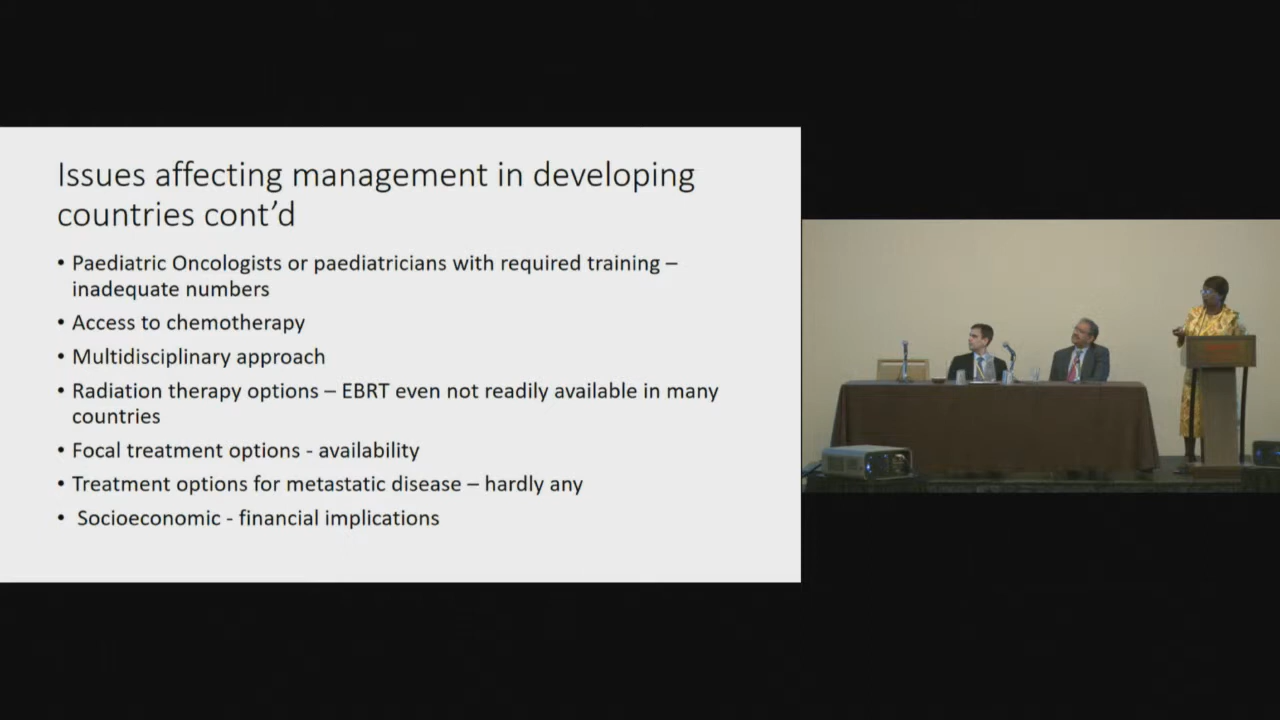 Issues affecting management in developing
countries cont’d
• Paediatric Oncologists or paediatricians with required training –
inadequate numbers
• Access to chemotherapy
• Multidisciplinary approach
• Radiation therapy options – EBRT even not readily available in many
countries
• Focal treatment options - availability
• Treatment options for metastatic disease – hardly any
• Socioeconomic - financial implications